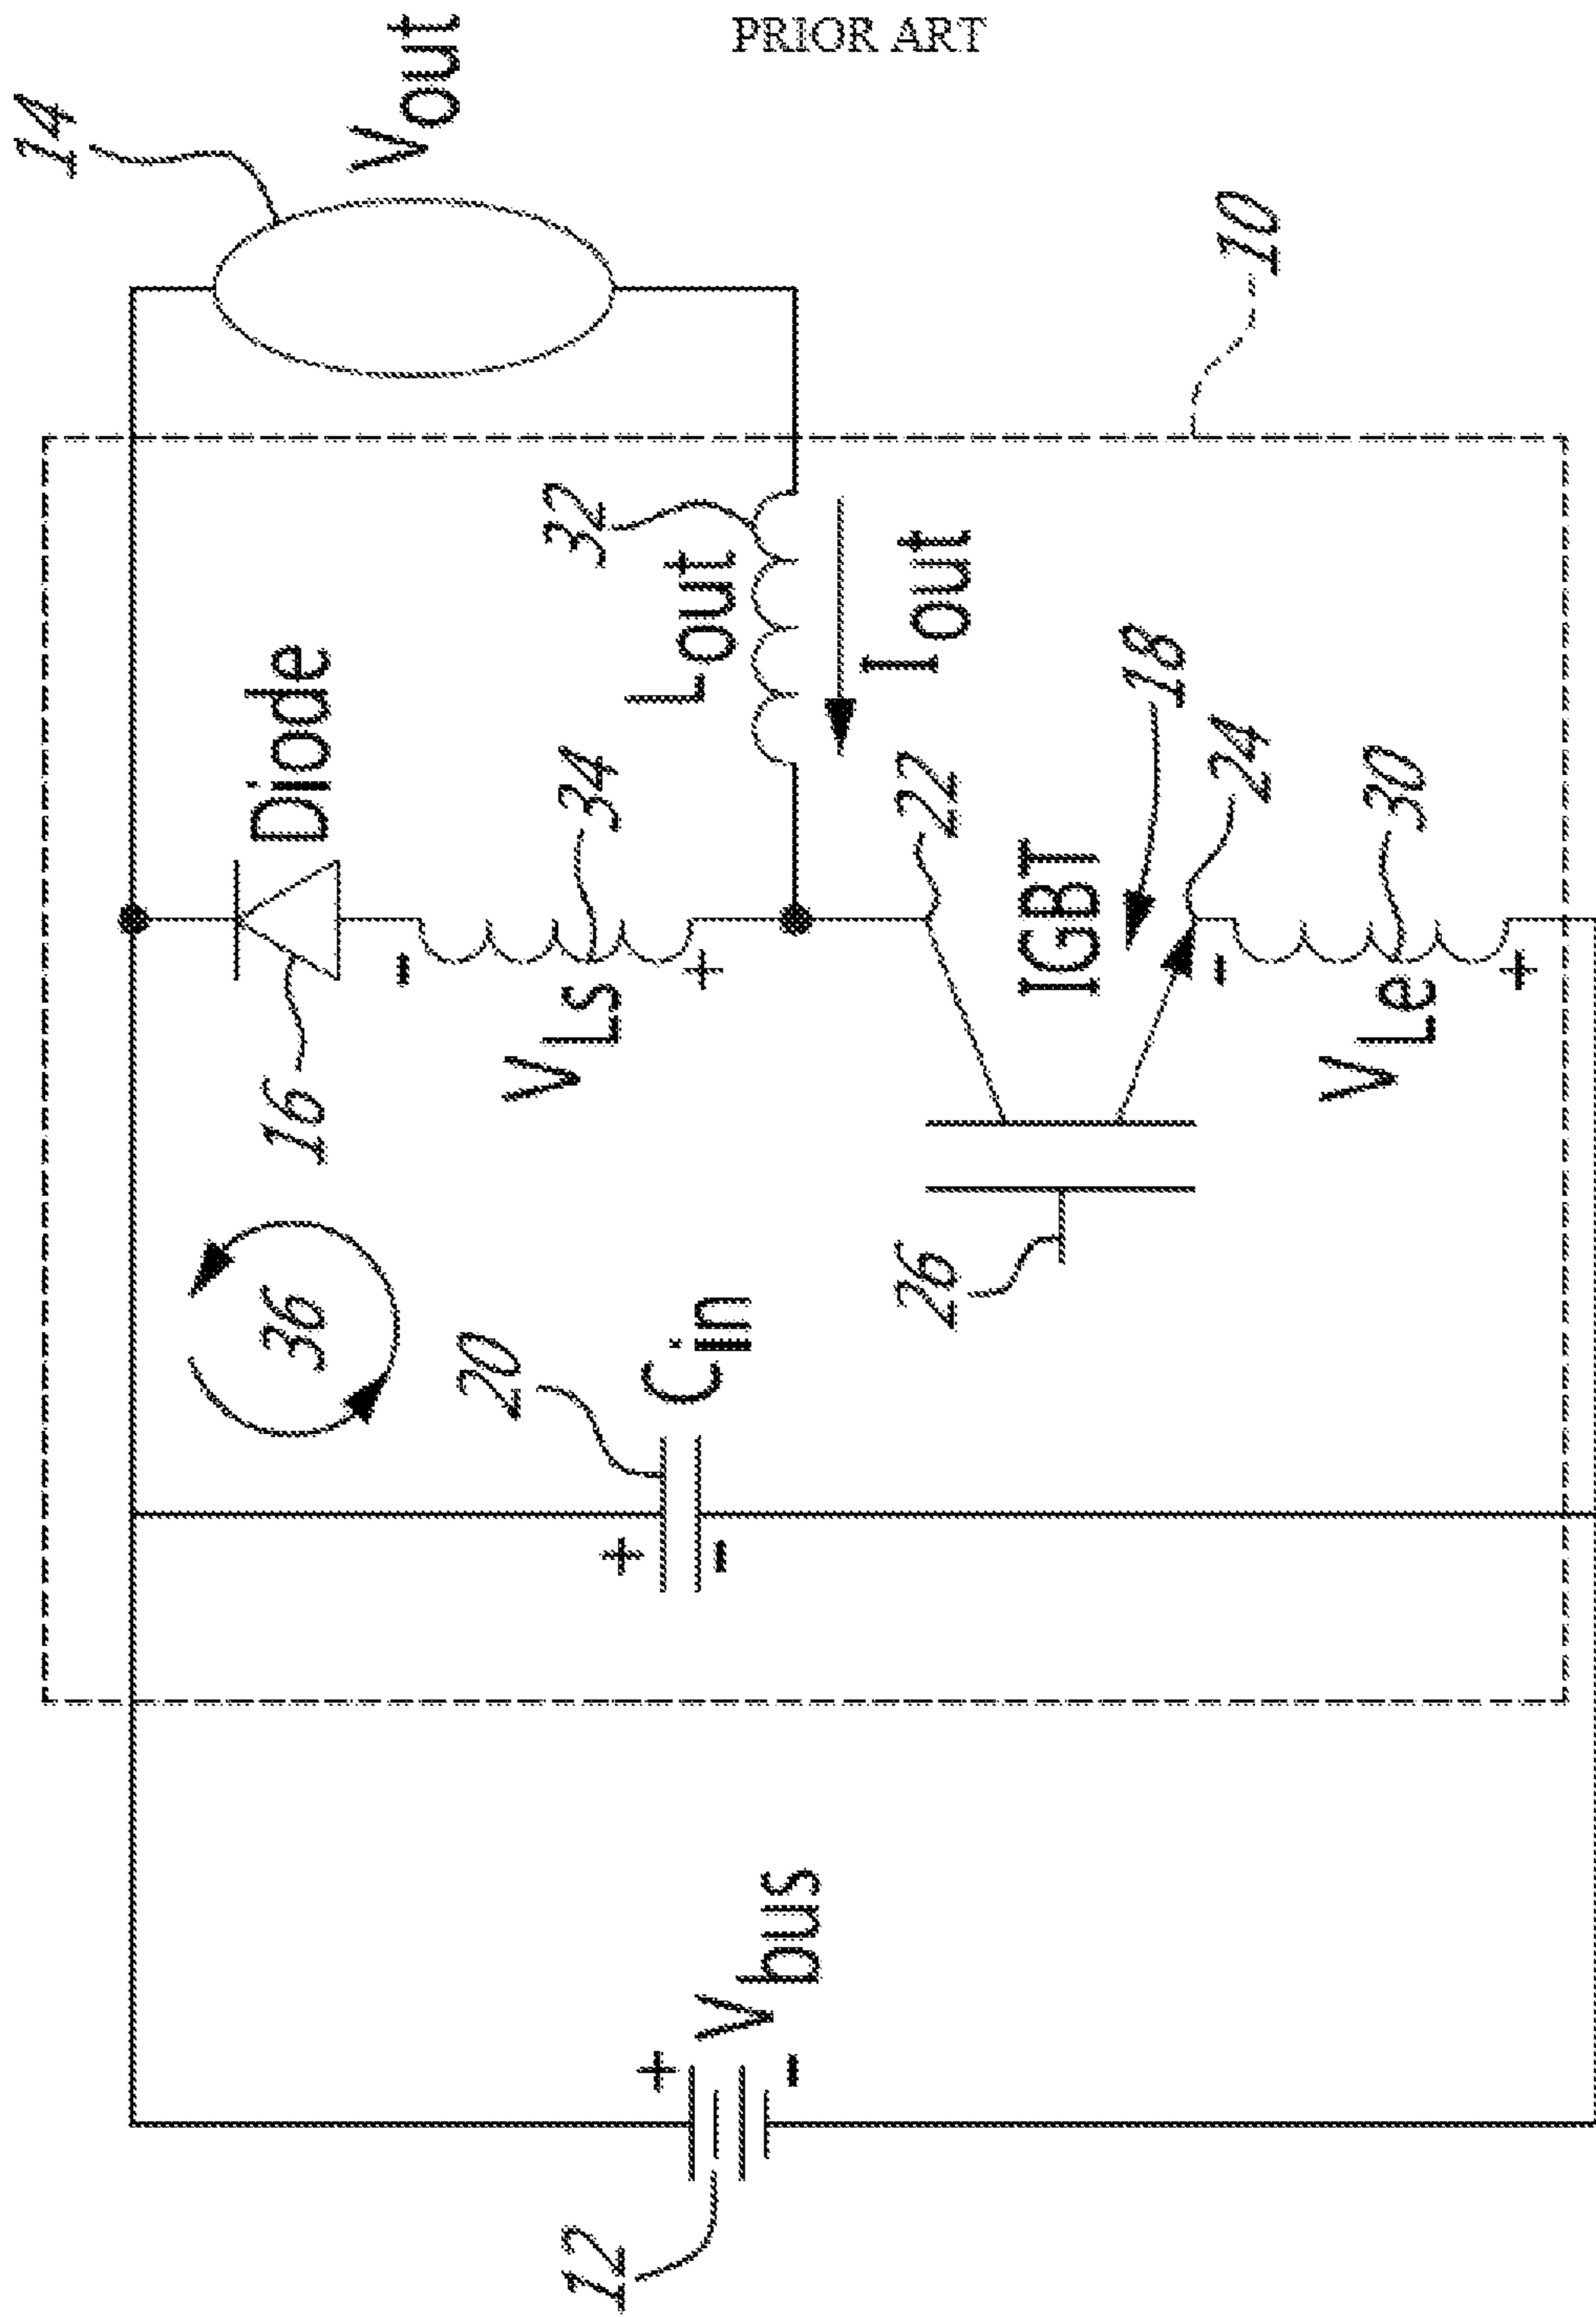 PRIOR ART
14
Vout
10
Diode
16
36
34
VLs
32
Lout
Iout
20
Cin
+
-
22
IGBT
18
24
26
30
VLe
-
+
-
+
12
Vbus
+
-